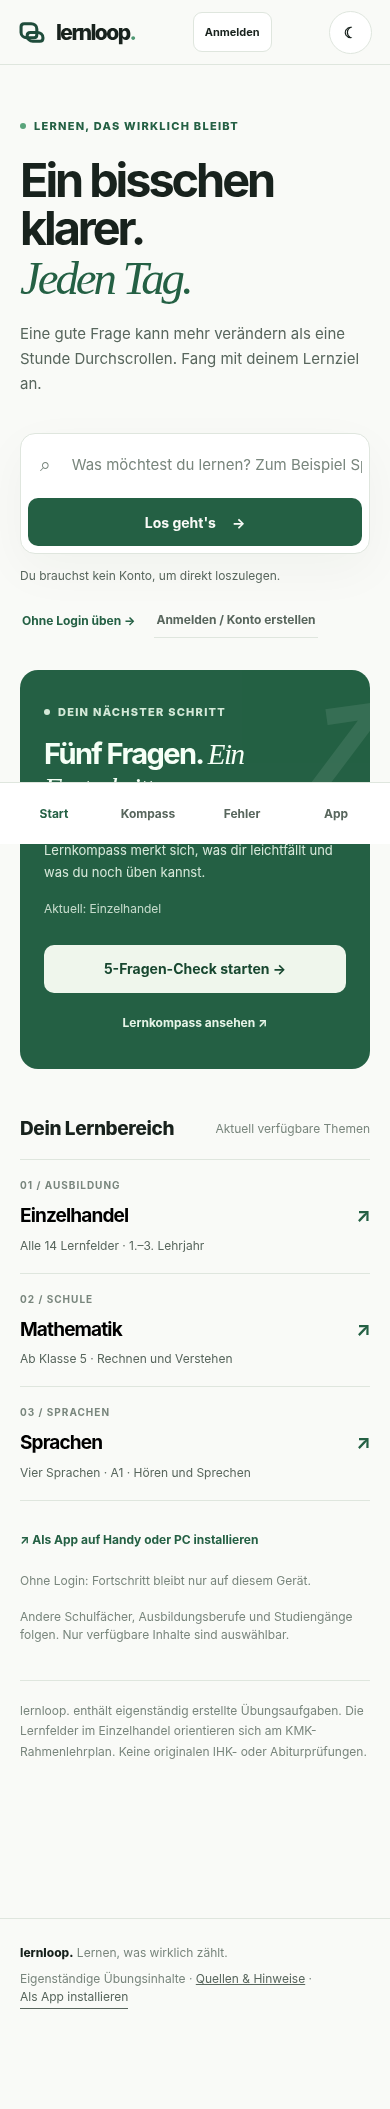 lernloop.
Anmelden
LERNEN, DAS WIRKLICH BLEIBT
Ein bisschen
klarer.
Jeden Tag.
Eine gute Frage kann mehr verändern als eine
Stunde Durchscrollen. Fang mit deinem Lernziel
an.
Was möchtest du lernen? Zum Beispiel Sp
Los geht's →
Du brauchst kein Konto, um direkt loszulegen.
Ohne Login üben →
Anmelden / Konto erstellen
DEIN NÄCHSTER SCHRITT
Fünf Fragen. Ein
Start
Kompass
Fehler
App
Lernkompass merkt sich, was dir leichtfällt und
was du noch üben kannst.
Aktuell: Einzelhandel
5-Fragen-Check starten →
Lernkompass ansehen ↗
Dein Lernbereich
Aktuell verfügbare Themen
01 / AUSBILDUNG
Einzelhandel ↗
Alle 14 Lernfelder · 1.–3. Lehrjahr
02 / SCHULE
Mathematik ↗
Ab Klasse 5 · Rechnen und Verstehen
03 / SPRACHEN
Sprachen ↗
Vier Sprachen · A1 · Hören und Sprechen
↗ Als App auf Handy oder PC installieren
Ohne Login: Fortschritt bleibt nur auf diesem Gerät.
Andere Schulfächer, Ausbildungsberufe und Studiengänge
folgen. Nur verfügbare Inhalte sind auswählbar.
lernloop. enthält eigenständig erstellte Übungsaufgaben. Die
Lernfelder im Einzelhandel orientieren sich am KMK-
Rahmenlehrplan. Keine originalen IHK- oder Abiturprüfungen.
lernloop. Lernen, was wirklich zählt.
Eigenständige Übungsinhalte · Quellen & Hinweise ·
Als App installieren